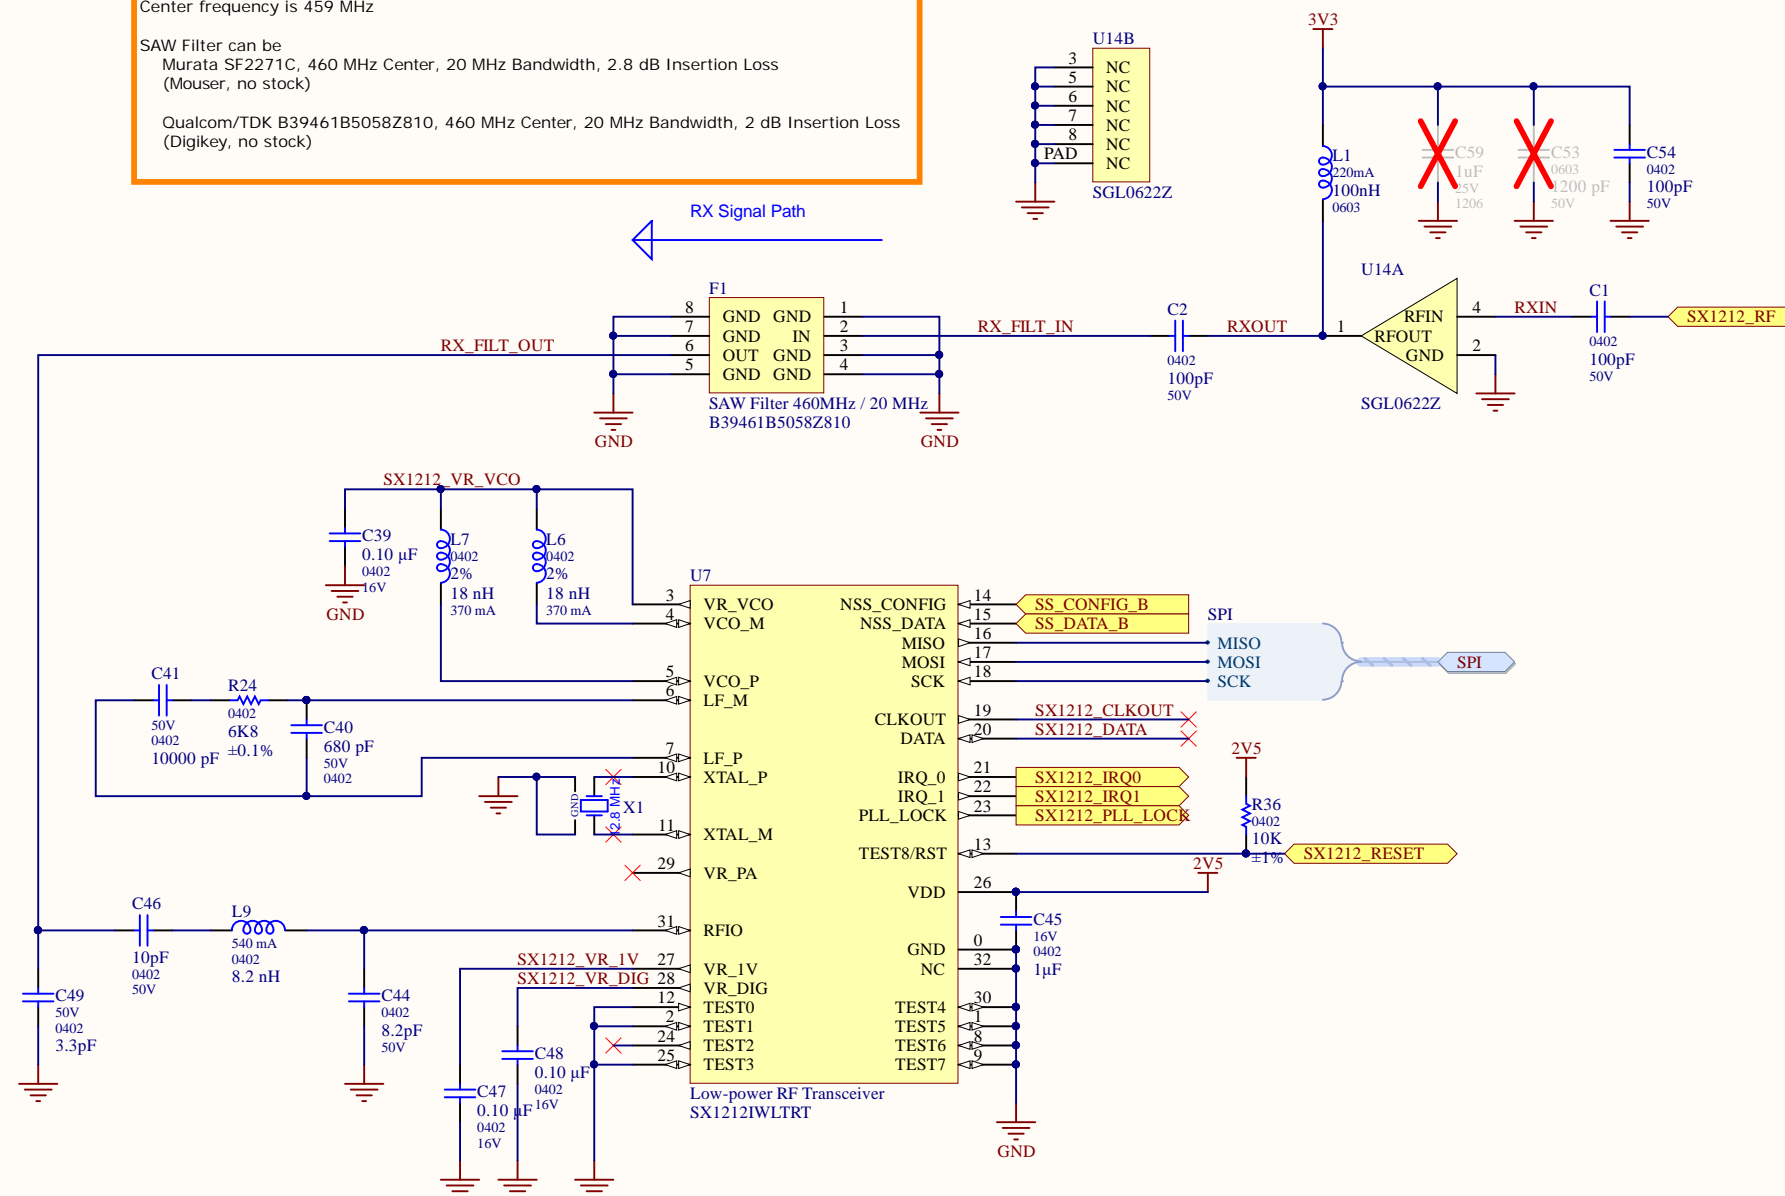 Center frequency is 459 MHz
SAW Filter can be
Murata SF2271C, 460 MHz Center, 20 MHz Bandwidth, 2.8 dB Insertion Loss
(Mouser, no stock)
Qualcom/TDK B39461B5058Z810, 460 MHz Center, 20 MHz Bandwidth, 2 dB Insertion Loss
(Digikey, no stock)
RX Signal Path
U14B
3 NC
5 NC
6 NC
7 NC
8 NC
PAD NC
SGL0622Z
3V3
L1
220mA
100nH
0603
C59
1uF
25V
1206
C53
0603
1200 pF
50V
C54
0402
100pF
50V
U14A
RFIN 4
1 RFOUT
GND 2
SGL0622Z
RXIN
C1
0402
100pF
50V
SX1212_RF
RXOUT
C2
0402
100pF
50V
RX_FILT_IN
F1
8 GND GND 1
7 GND IN 2
6 OUT GND 3
5 GND GND 4
SAW Filter 460MHz / 20 MHz
B39461B5058Z810
GND
GND
RX_FILT_OUT
SX1212_VR_VCO
C39
0.10 µF
0402
16V
GND
L7
0402
2%
18 nH
370 mA
L6
0402
2%
18 nH
370 mA
C41
50V
0402
10000 pF
R24
0402
6K8
±0.1%
C40
680 pF
50V
0402
GND
X1
C46
10pF
0402
50V
L9
540 mA
0402
8.2 nH
C49
50V
0402
3.3pF
C44
0402
8.2pF
50V
SX1212_VR_1V
SX1212_VR_DIG
C48
0.10 µF
0402
16V
C47
0.10 µF
0402
16V
U7
3 VR_VCO
4 VCO_M
5 VCO_P
6 LF_M
7 LF_P
10 XTAL_P
11 XTAL_M
29 VR_PA
31 RFIO
27 VR_1V
28 VR_DIG
12 TEST0
2 TEST1
24 TEST2
25 TEST3
NSS_CONFIG 14
NSS_DATA 15
MISO 16
MOSI 17
SCK 18
CLKOUT 19
DATA 20
IRQ_0 21
IRQ_1 22
PLL_LOCK 23
TEST8/RST 13
VDD 26
GND 0
NC 32
TEST4 30
TEST5 1
TEST6 8
TEST7 9
Low-power RF Transceiver
SX1212IWLTRT
SS_CONFIG_B
SS_DATA_B
SPI
MISO
MOSI
SCK
SPI
SX1212_CLKOUT
SX1212_DATA
SX1212_IRQ0
SX1212_IRQ1
SX1212_PLL_LOCK
2V5
R36
0402
10K
±1%
SX1212_RESET
2V5
C45
16V
0402
1µF
GND